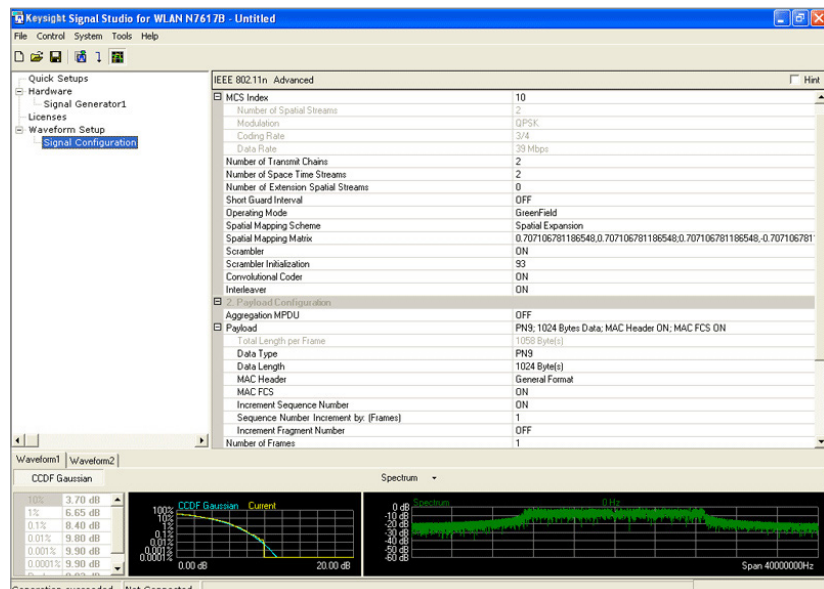 Keysight Signal Studio for WLAN N7617B - Untitled
File Control System Tools Help
Quick Setups
Hardware
Signal Generator1
Licenses
Waveform Setup
Signal Configuration
IEEE 802.11n Advanced
Hint
MCS Index 10
Number of Spatial Streams 2
Modulation QPSK
Coding Rate 3/4
Data Rate 39 Mbps
Number of Transmit Chains 2
Number of Space Time Streams 2
Number of Extension Spatial Streams 0
Short Guard Interval OFF
Operating Mode GreenField
Spatial Mapping Scheme Spatial Expansion
Spatial Mapping Matrix 0.707106781186548,0.707106781186548;0.707106781186548,-0.707106781
Scrambler ON
Scrambler Initialization 93
Convolutional Coder ON
Interleaver ON
2. Payload Configuration
Aggregation MPDU OFF
Payload PN9; 1024 Bytes Data; MAC Header ON; MAC FCS ON
Total Length per Frame 1058 Byte(s)
Data Type PN9
Data Length 1024 Byte(s)
MAC Header General Format
MAC FCS ON
Increment Sequence Number ON
Sequence Number Increment by: (Frames) 1
Increment Fragment Number OFF
Number of Frames 1
Waveform1 Waveform2
CCDF Gaussian
Spectrum
10% 3.70 dB
1% 6.65 dB
0.1% 8.40 dB
0.01% 9.80 dB
0.001% 9.90 dB
0.0001% 9.90 dB
CCDF Gaussian Current
100%
10%
1%
0.1%
0.01%
0.001%
0.0001%
0.00 dB 20.00 dB
Spectrum 0 Hz
0 dB
-10 dB
-20 dB
-30 dB
-40 dB
-50 dB
-60 dB
Span 40000000Hz
Generation succeeded Not Connected